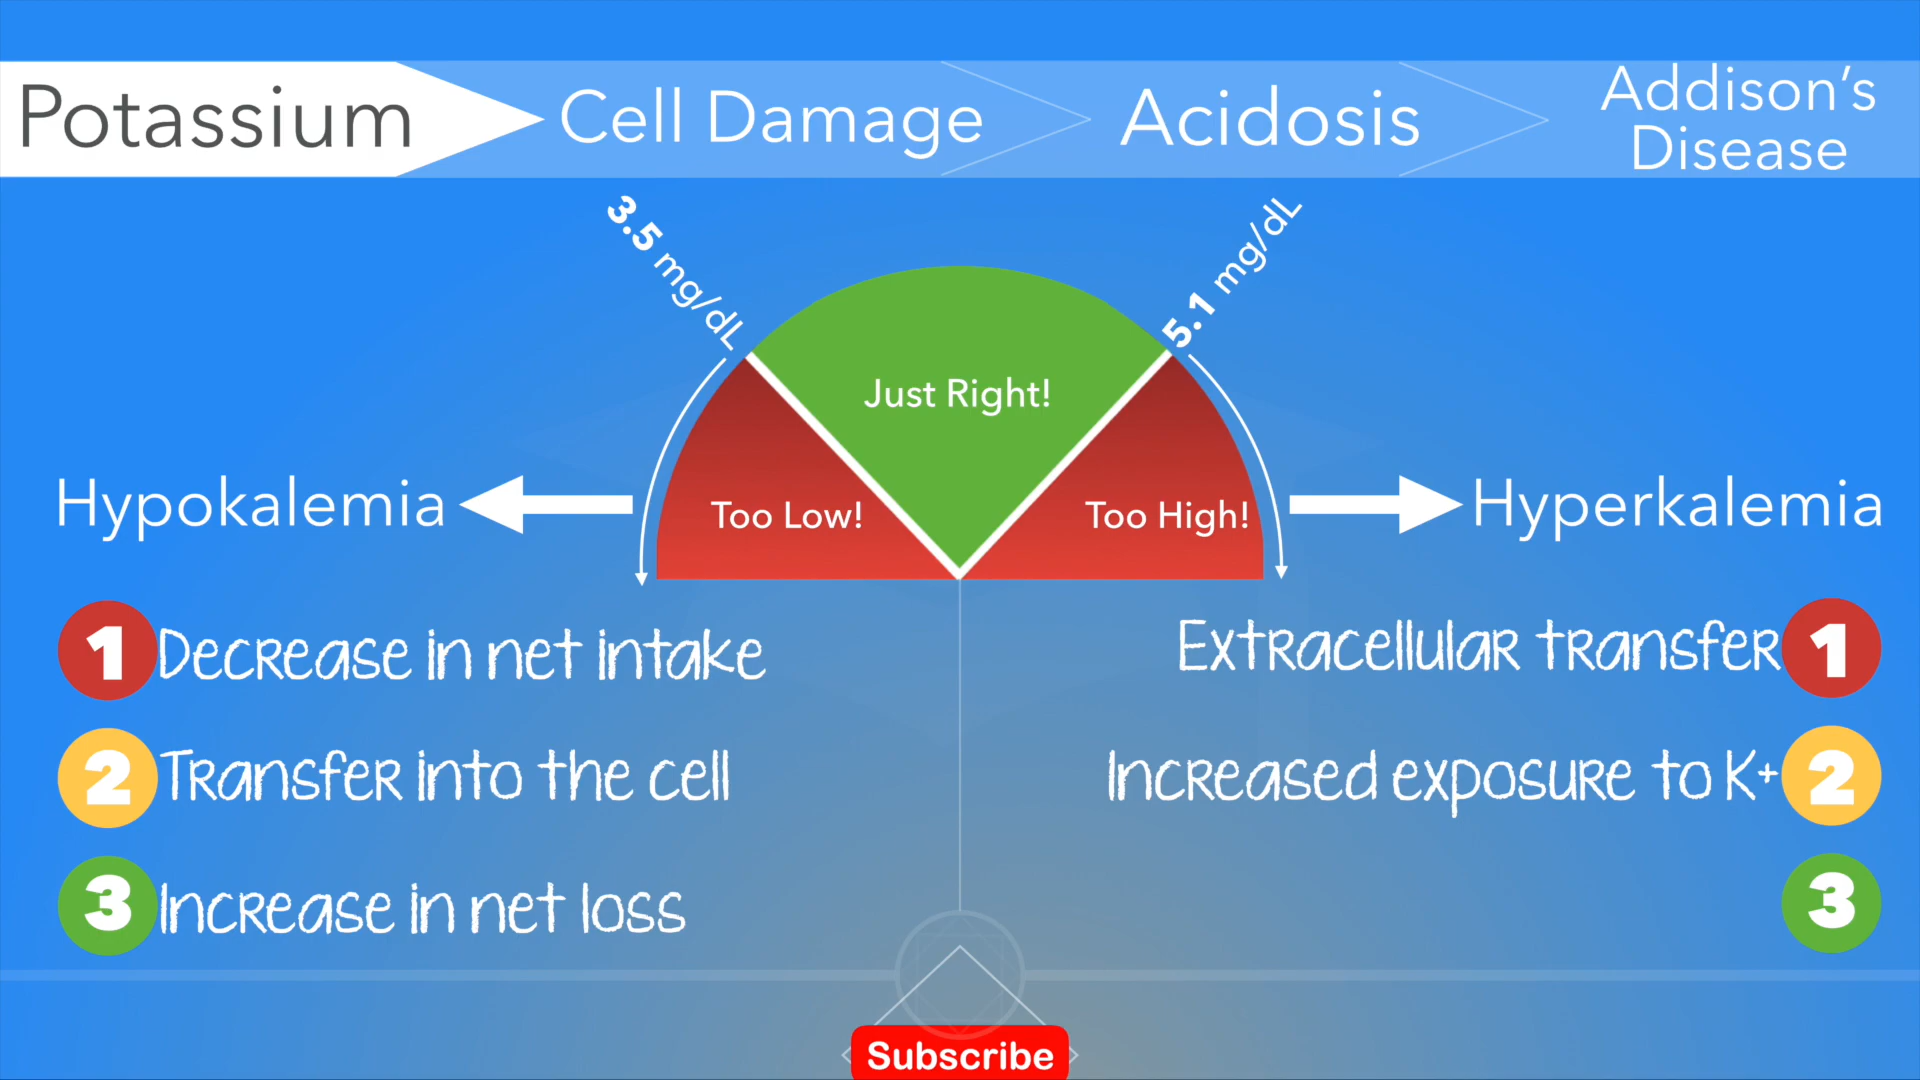 Potassium
Cell Damage
Acidosis
Addison's
Disease
3.5 mg/dL
5.1 mg/dL
Just Right!
Too Low!
Too High!
Hypokalemia
Hyperkalemia
1 Decrease in net intake
Extracellular transfer 1
2 Transfer into the cell
Increased exposure to K+ 2
3 Increase in net loss
3
Subscribe